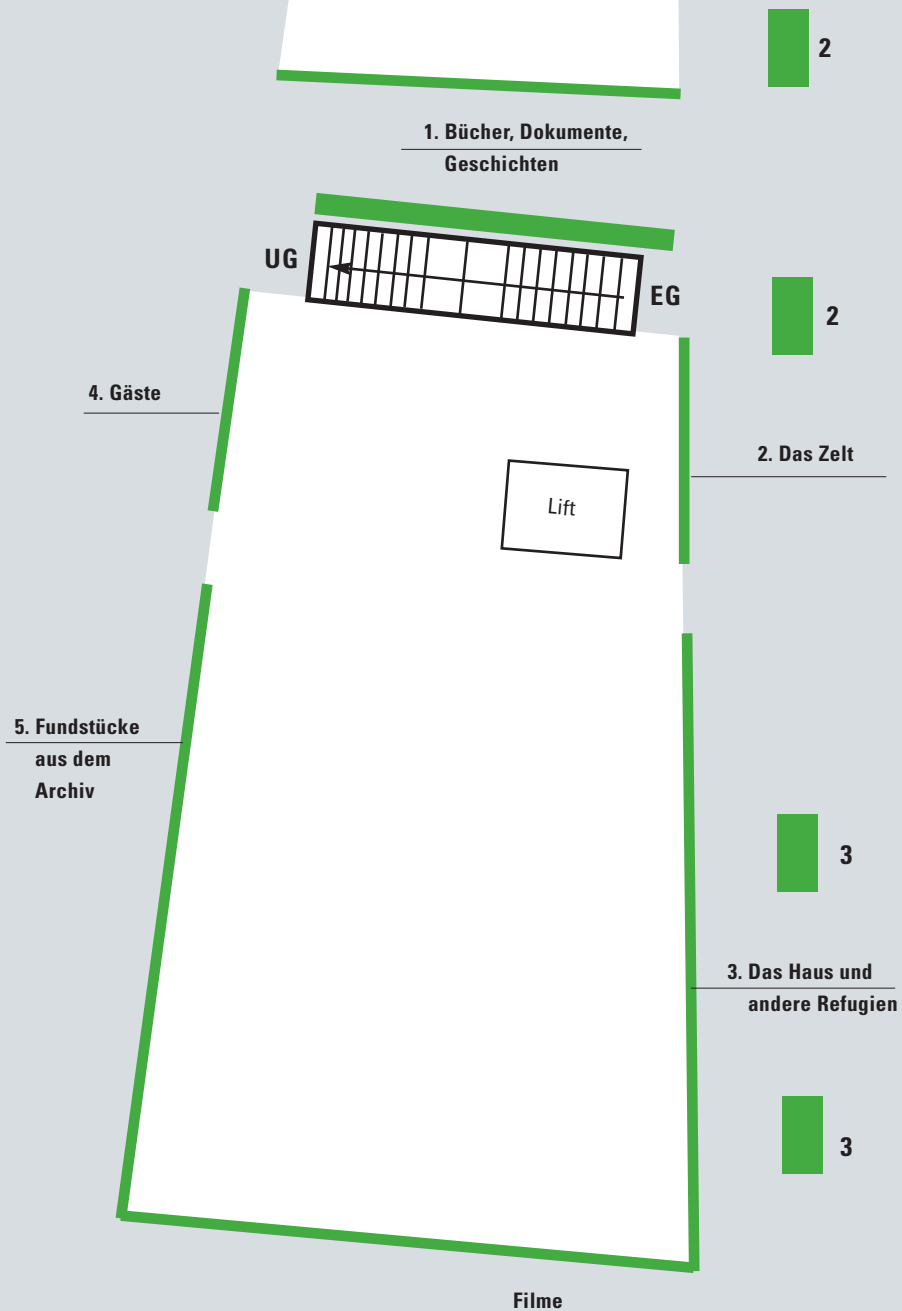 2
1. Bücher, Dokumente,
Geschichten
UG
EG
2
4. Gäste
2. Das Zelt
Lift
5. Fundstücke
aus dem
Archiv
3
3. Das Haus und
andere Refugien
3
Filme